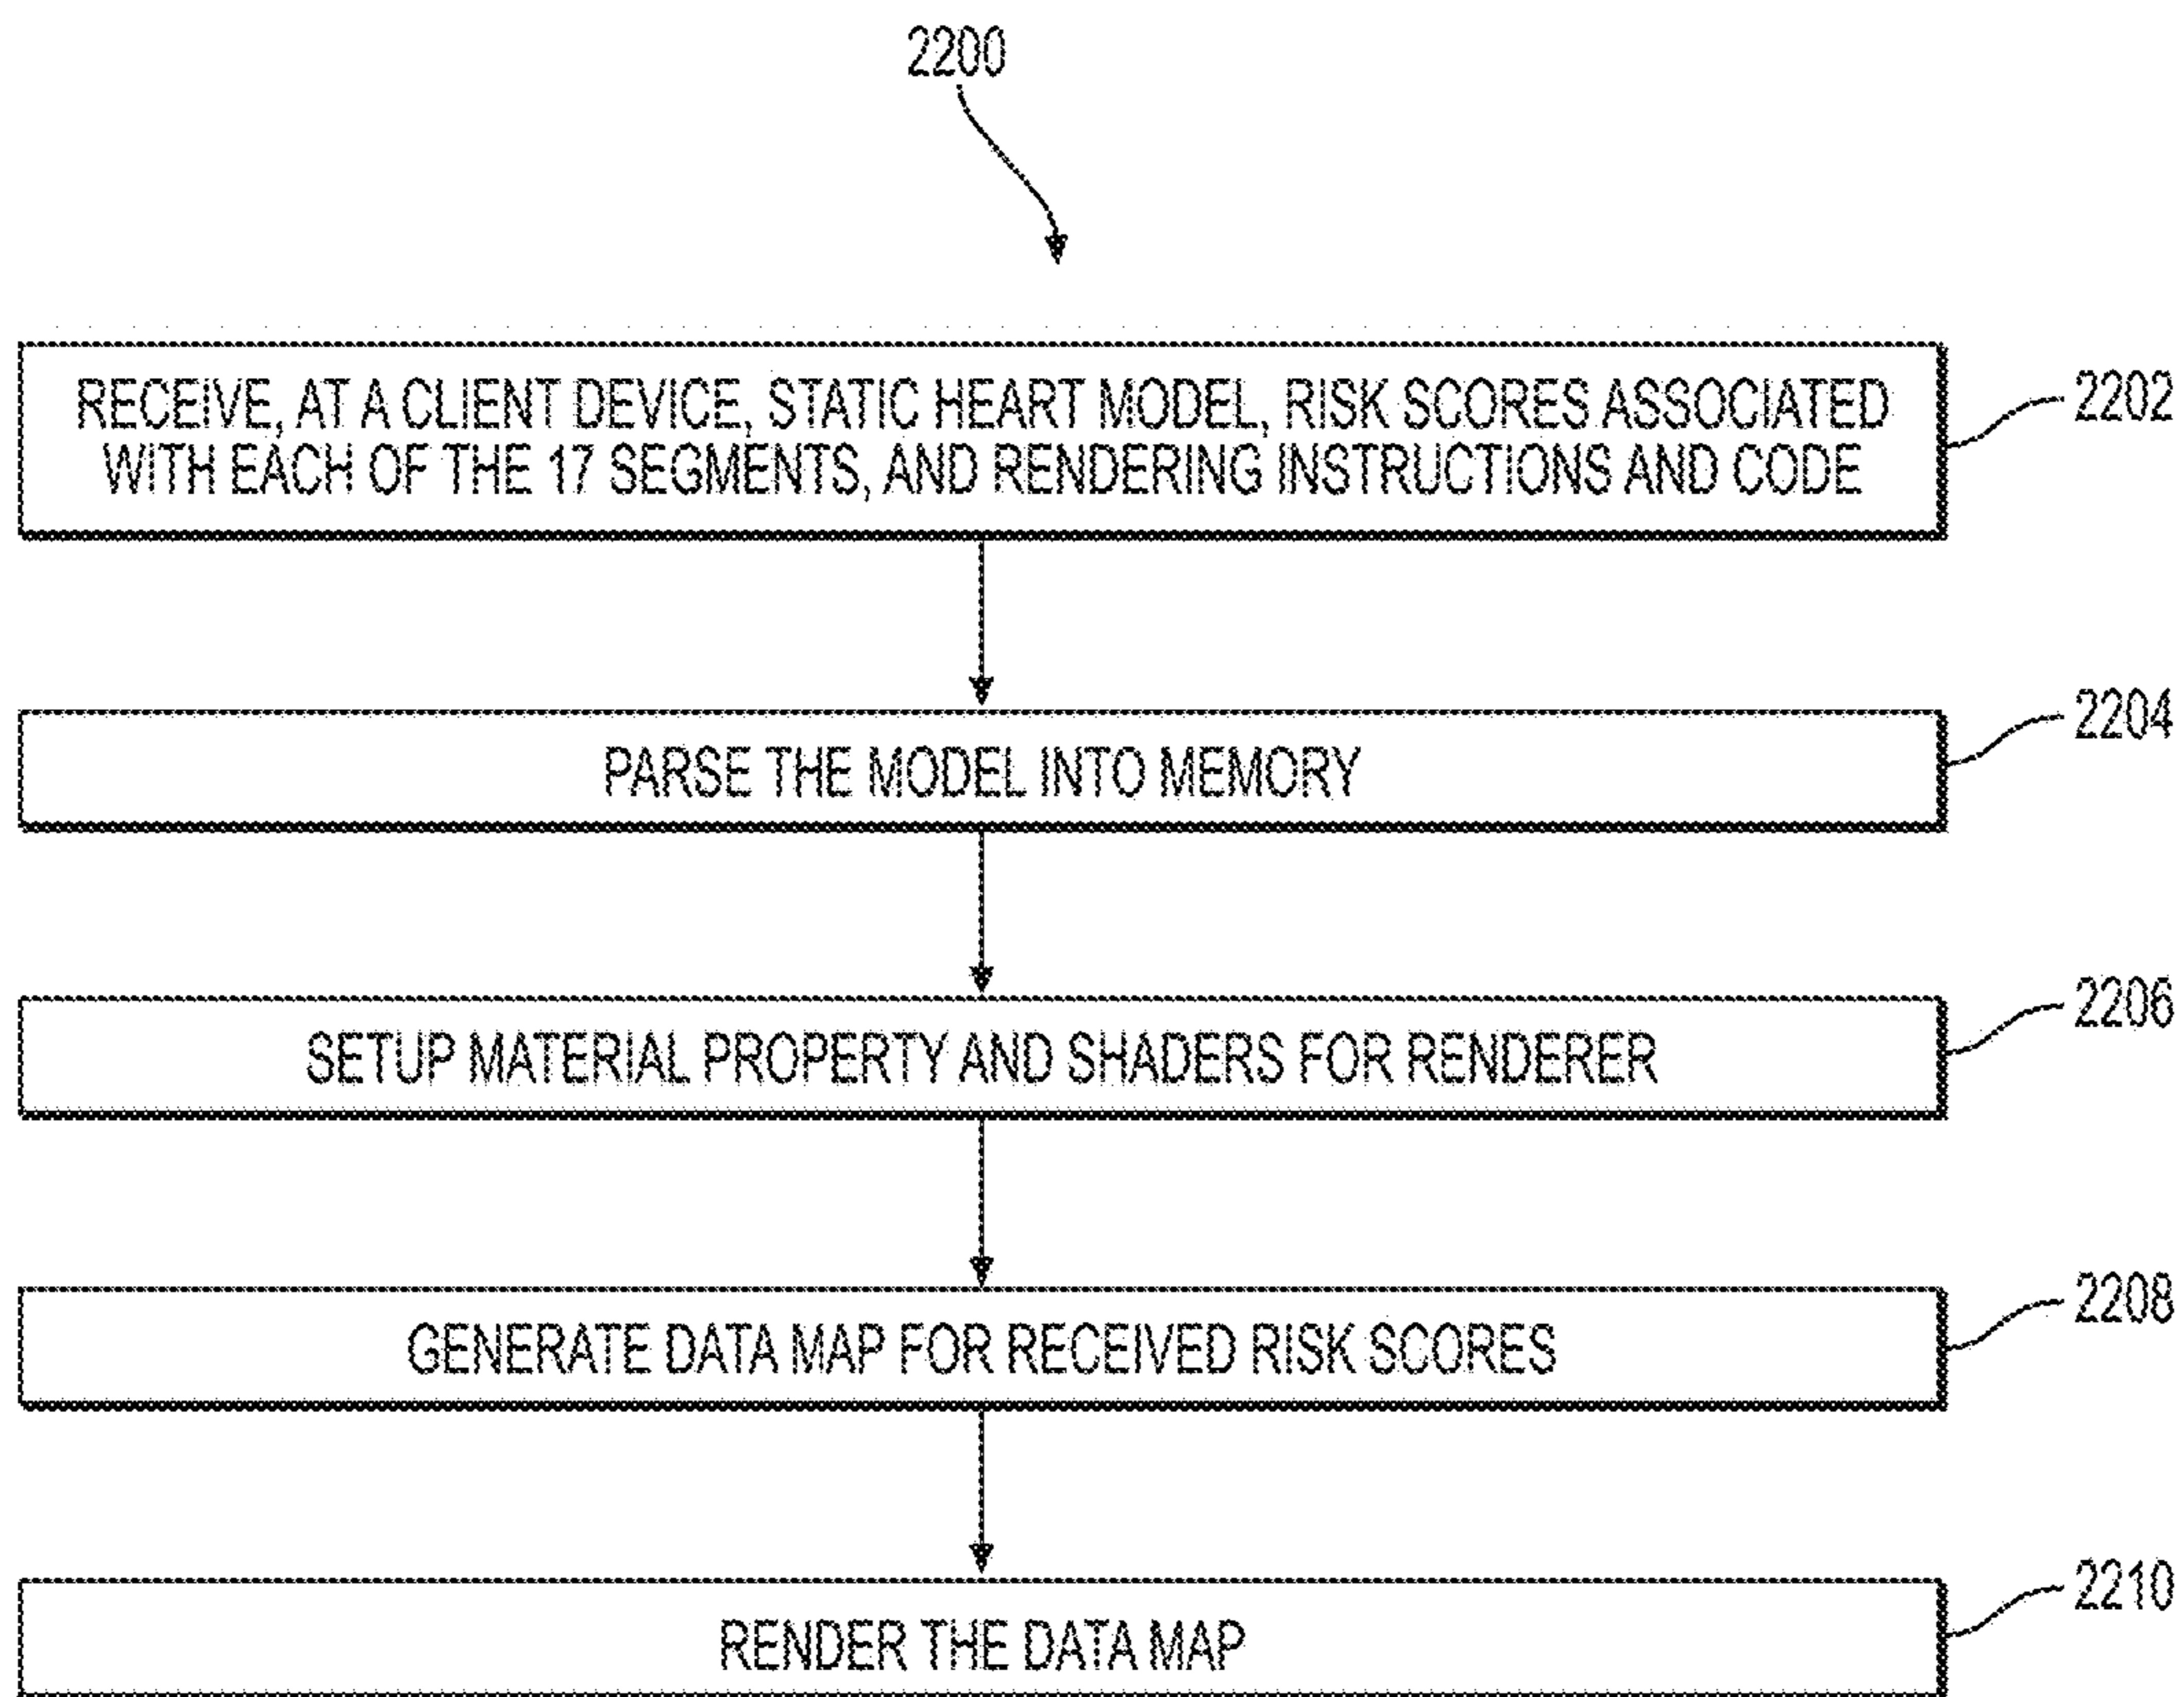 2200
RECEIVE, AT A CLIENT DEVICE, STATIC HEART MODEL, RISK SCORES ASSOCIATED
WITH EACH OF THE 17 SEGMENTS, AND RENDERING INSTRUCTIONS AND CODE
2202
PARSE THE MODEL INTO MEMORY
2204
SETUP MATERIAL PROPERTY AND SHADERS FOR RENDERER
2206
GENERATE DATA MAP FOR RECEIVED RISK SCORES
2208
RENDER THE DATA MAP
2210